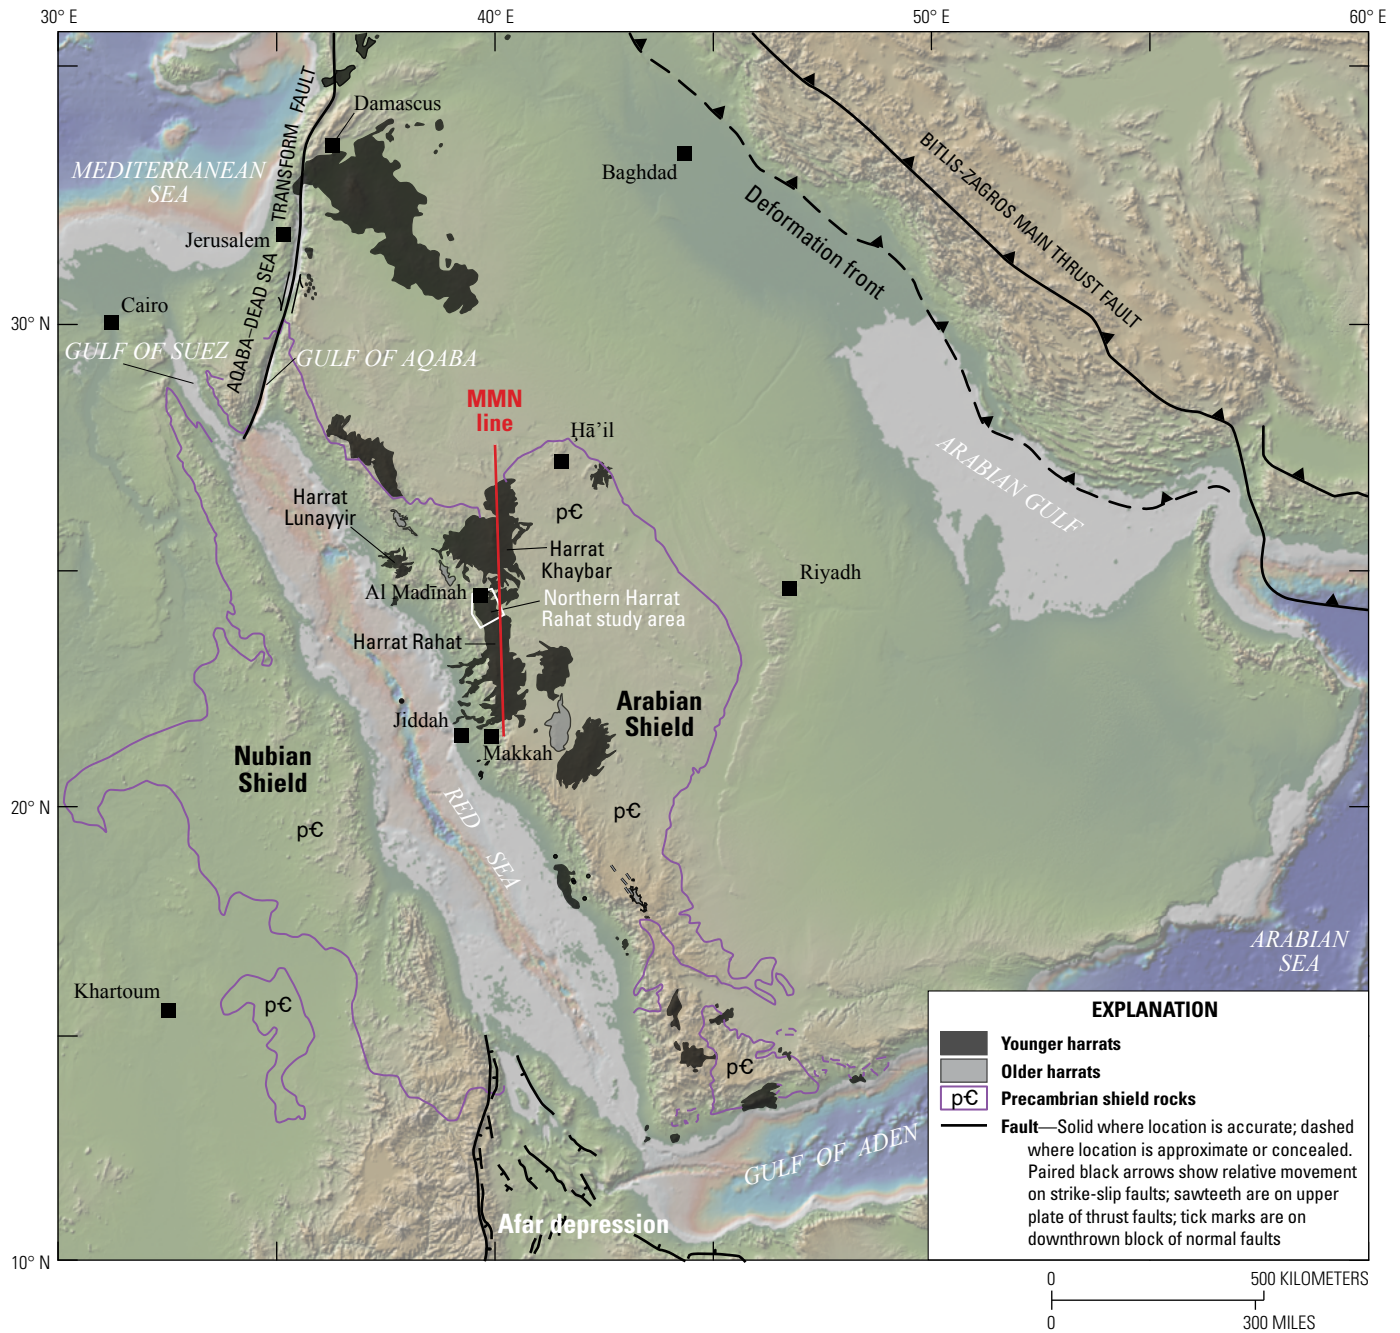 30° E
40° E
50° E
60° E
30° N
20° N
10° N
Damascus
MEDITERRANEAN
SEA
AQABA–DEAD SEA TRANSFORM FAULT
Jerusalem
Cairo
GULF OF SUEZ
GULF OF AQABA
Baghdad
BITLIS-ZAGROS MAIN THRUST FAULT
Deformation front
MMN
line
Ḥā’il
p-Є
Harrat
Lunayyir
Harrat
Khaybar
Al Madīnah
Northern Harrat
Rahat study area
Harrat Rahat
Riyadh
ARABIAN GULF
Arabian
Shield
Jiddah
Makkah
Nubian
Shield
p-Є
p-Є
RED SEA
Khartoum
p-Є
p-Є
ARABIAN
SEA
GULF OF ADEN
Afar depression
EXPLANATION
Younger harrats
Older harrats
p-Є Precambrian shield rocks
Fault—Solid where location is accurate; dashed
where location is approximate or concealed.
Paired black arrows show relative movement
on strike-slip faults; sawteeth are on upper
plate of thrust faults; tick marks are on
downthrown block of normal faults
0 500 KILOMETERS
0 300 MILES